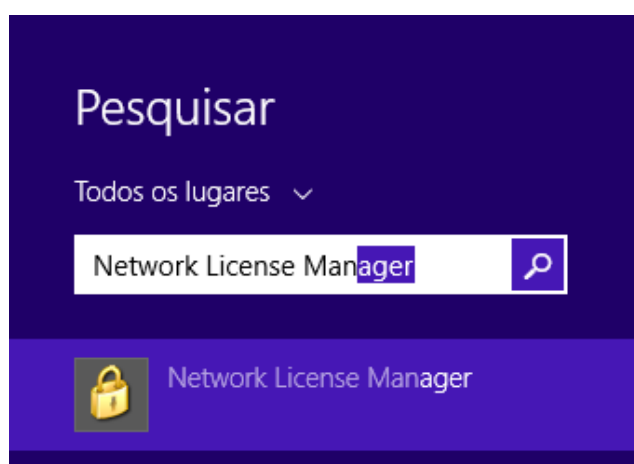 Pesquisar
Todos os lugares
Network License Manager
Network License Manager